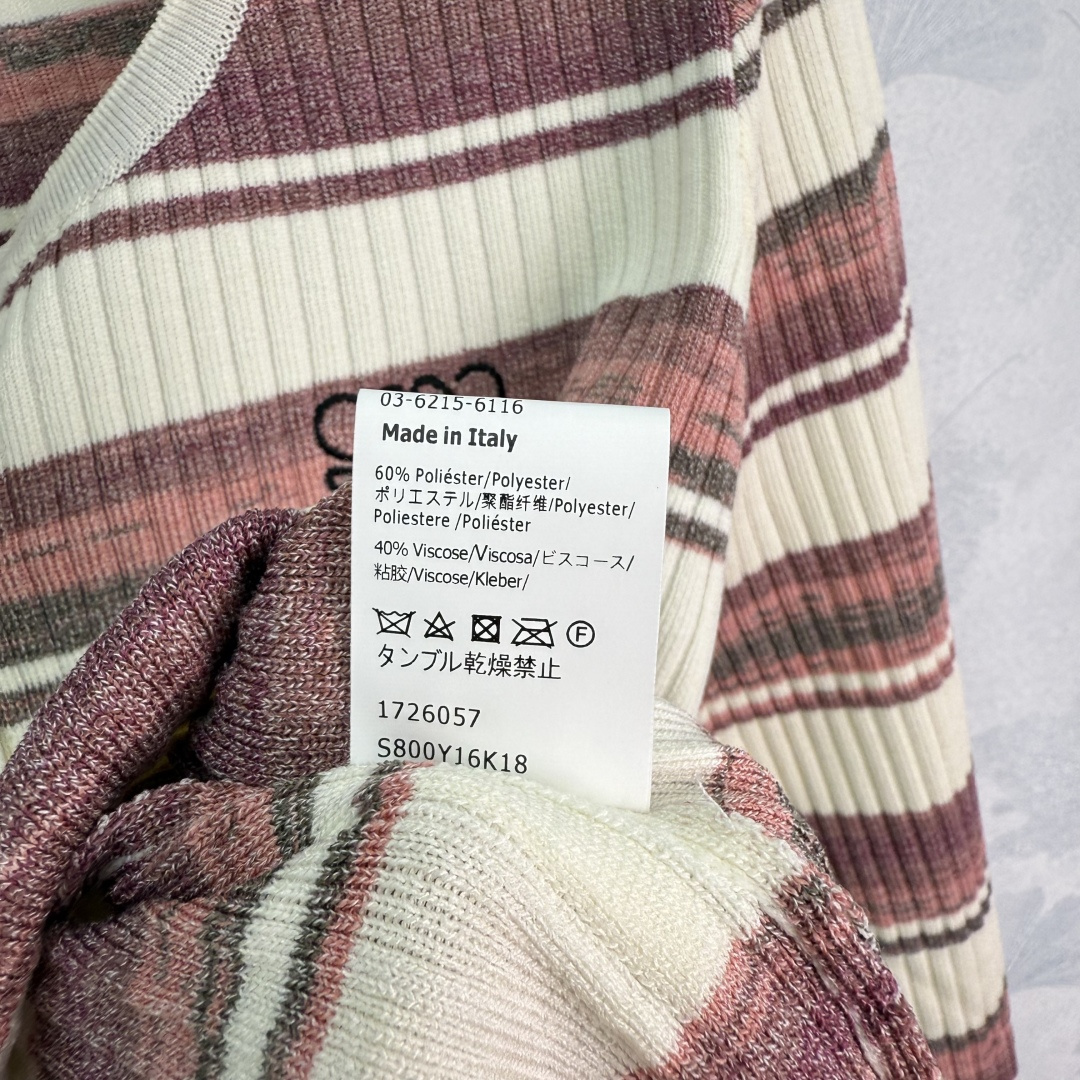 03-6215-6116
Made in Italy
60% Poliéster/Polyester/
ポリエステル/聚酯纤维/Polyester/
Poliestere /Poliéster
40% Viscose/Viscosa/ビスコース/
粘胶/Viscose/Kleber/
F
タンブル乾燥禁止
1726057
S800Y16K18